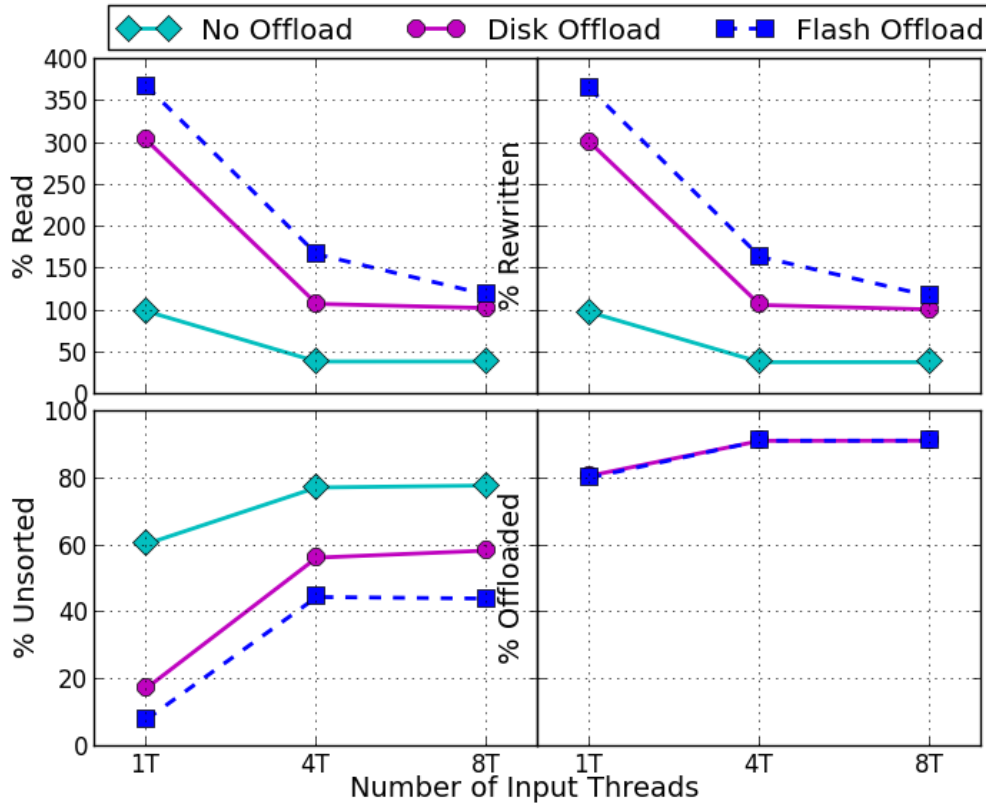 No Offload Disk Offload Flash Offload
400
350
300
250
200
150
100
50
0
% Read
% Rewritten
100
80
60
40
20
0
% Unsorted
% Offloaded
1T 4T 8T 1T 4T 8T
Number of Input Threads